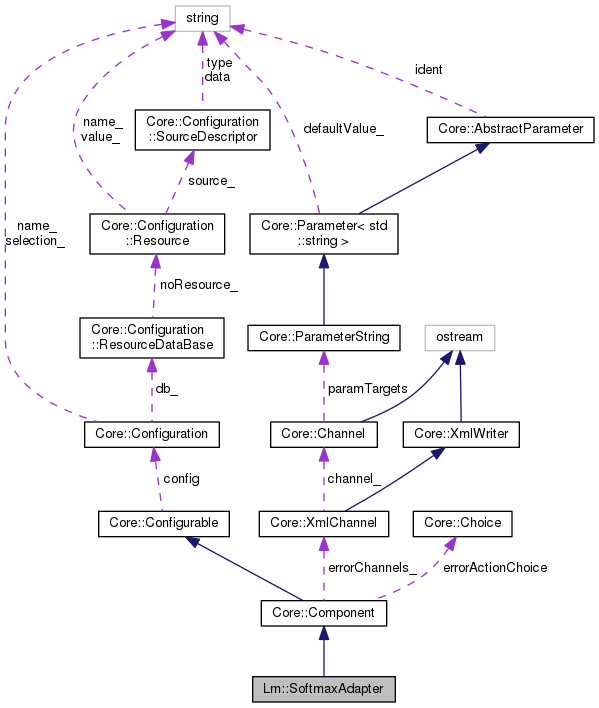 string
type
data
ident
name_
value_
Core::Configuration
::SourceDescriptor
defaultValue_
Core::AbstractParameter
source_
name_
selection_
Core::Configuration
::Resource
Core::Parameter< std
::string >
noResource_
Core::Configuration
::ResourceDataBase
Core::ParameterString
ostream
db_
paramTargets
Core::Configuration
Core::Channel
Core::XmlWriter
config
channel_
Core::Configurable
Core::XmlChannel
Core::Choice
errorChannels_
errorActionChoice
Core::Component
Lm::SoftmaxAdapter